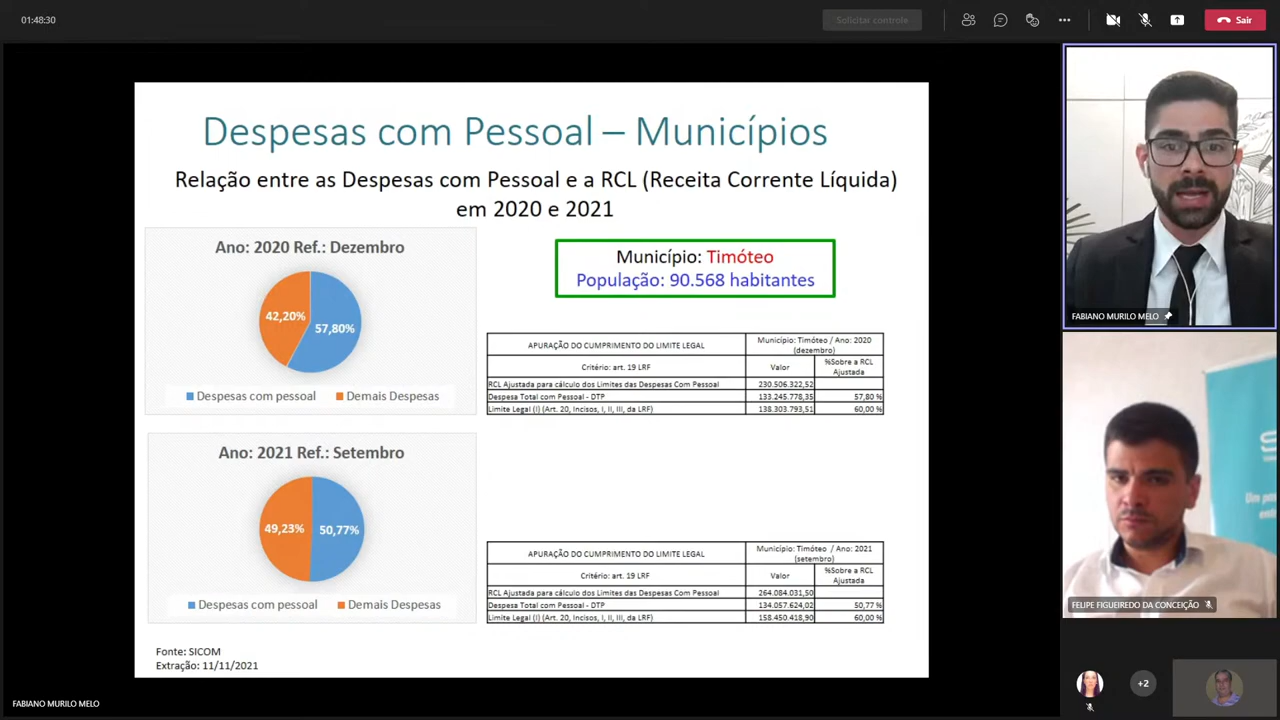 01:48:30
Solicitar controle
Sair
Despesas com Pessoal – Municípios
Relação entre as Despesas com Pessoal e a RCL (Receita Corrente Líquida)
em 2020 e 2021
Ano: 2020 Ref.: Dezembro
42,20%
57,80%
Despesas com pessoal
Demais Despesas
Município: Timóteo
População: 90.568 habitantes
APURAÇÃO DO CUMPRIMENTO DO LIMITE LEGAL
Município: Timóteo / Ano: 2020
(dezembro)
Critério: art. 19 LRF
Valor
%Sobre a RCL
Ajustada
RCL Ajustada para cálculo dos Limites das Despesas Com Pessoal
230.506.322,52
Despesa Total com Pessoal - DTP
133.245.778,35
57,80 %
Limite Legal (I) (Art. 20, Incisos, I, II, III, da LRF)
138.303.793,51
60,00 %
Ano: 2021 Ref.: Setembro
49,23%
50,77%
Despesas com pessoal
Demais Despesas
APURAÇÃO DO CUMPRIMENTO DO LIMITE LEGAL
Município: Timóteo / Ano: 2021
(setembro)
Critério: art. 19 LRF
Valor
%Sobre a RCL
Ajustada
RCL Ajustada para cálculo dos Limites das Despesas Com Pessoal
264.084.031,50
Despesa Total com Pessoal - DTP
134.057.624,02
50,77 %
Limite Legal (I) (Art. 20, Incisos, I, II, III, da LRF)
158.450.418,90
60,00 %
Fonte: SICOM
Extração: 11/11/2021
FABIANO MURILO MELO
FABIANO MURILO MELO
Um
FELIPE FIGUEIREDO DA CONCEIÇÃO
+2